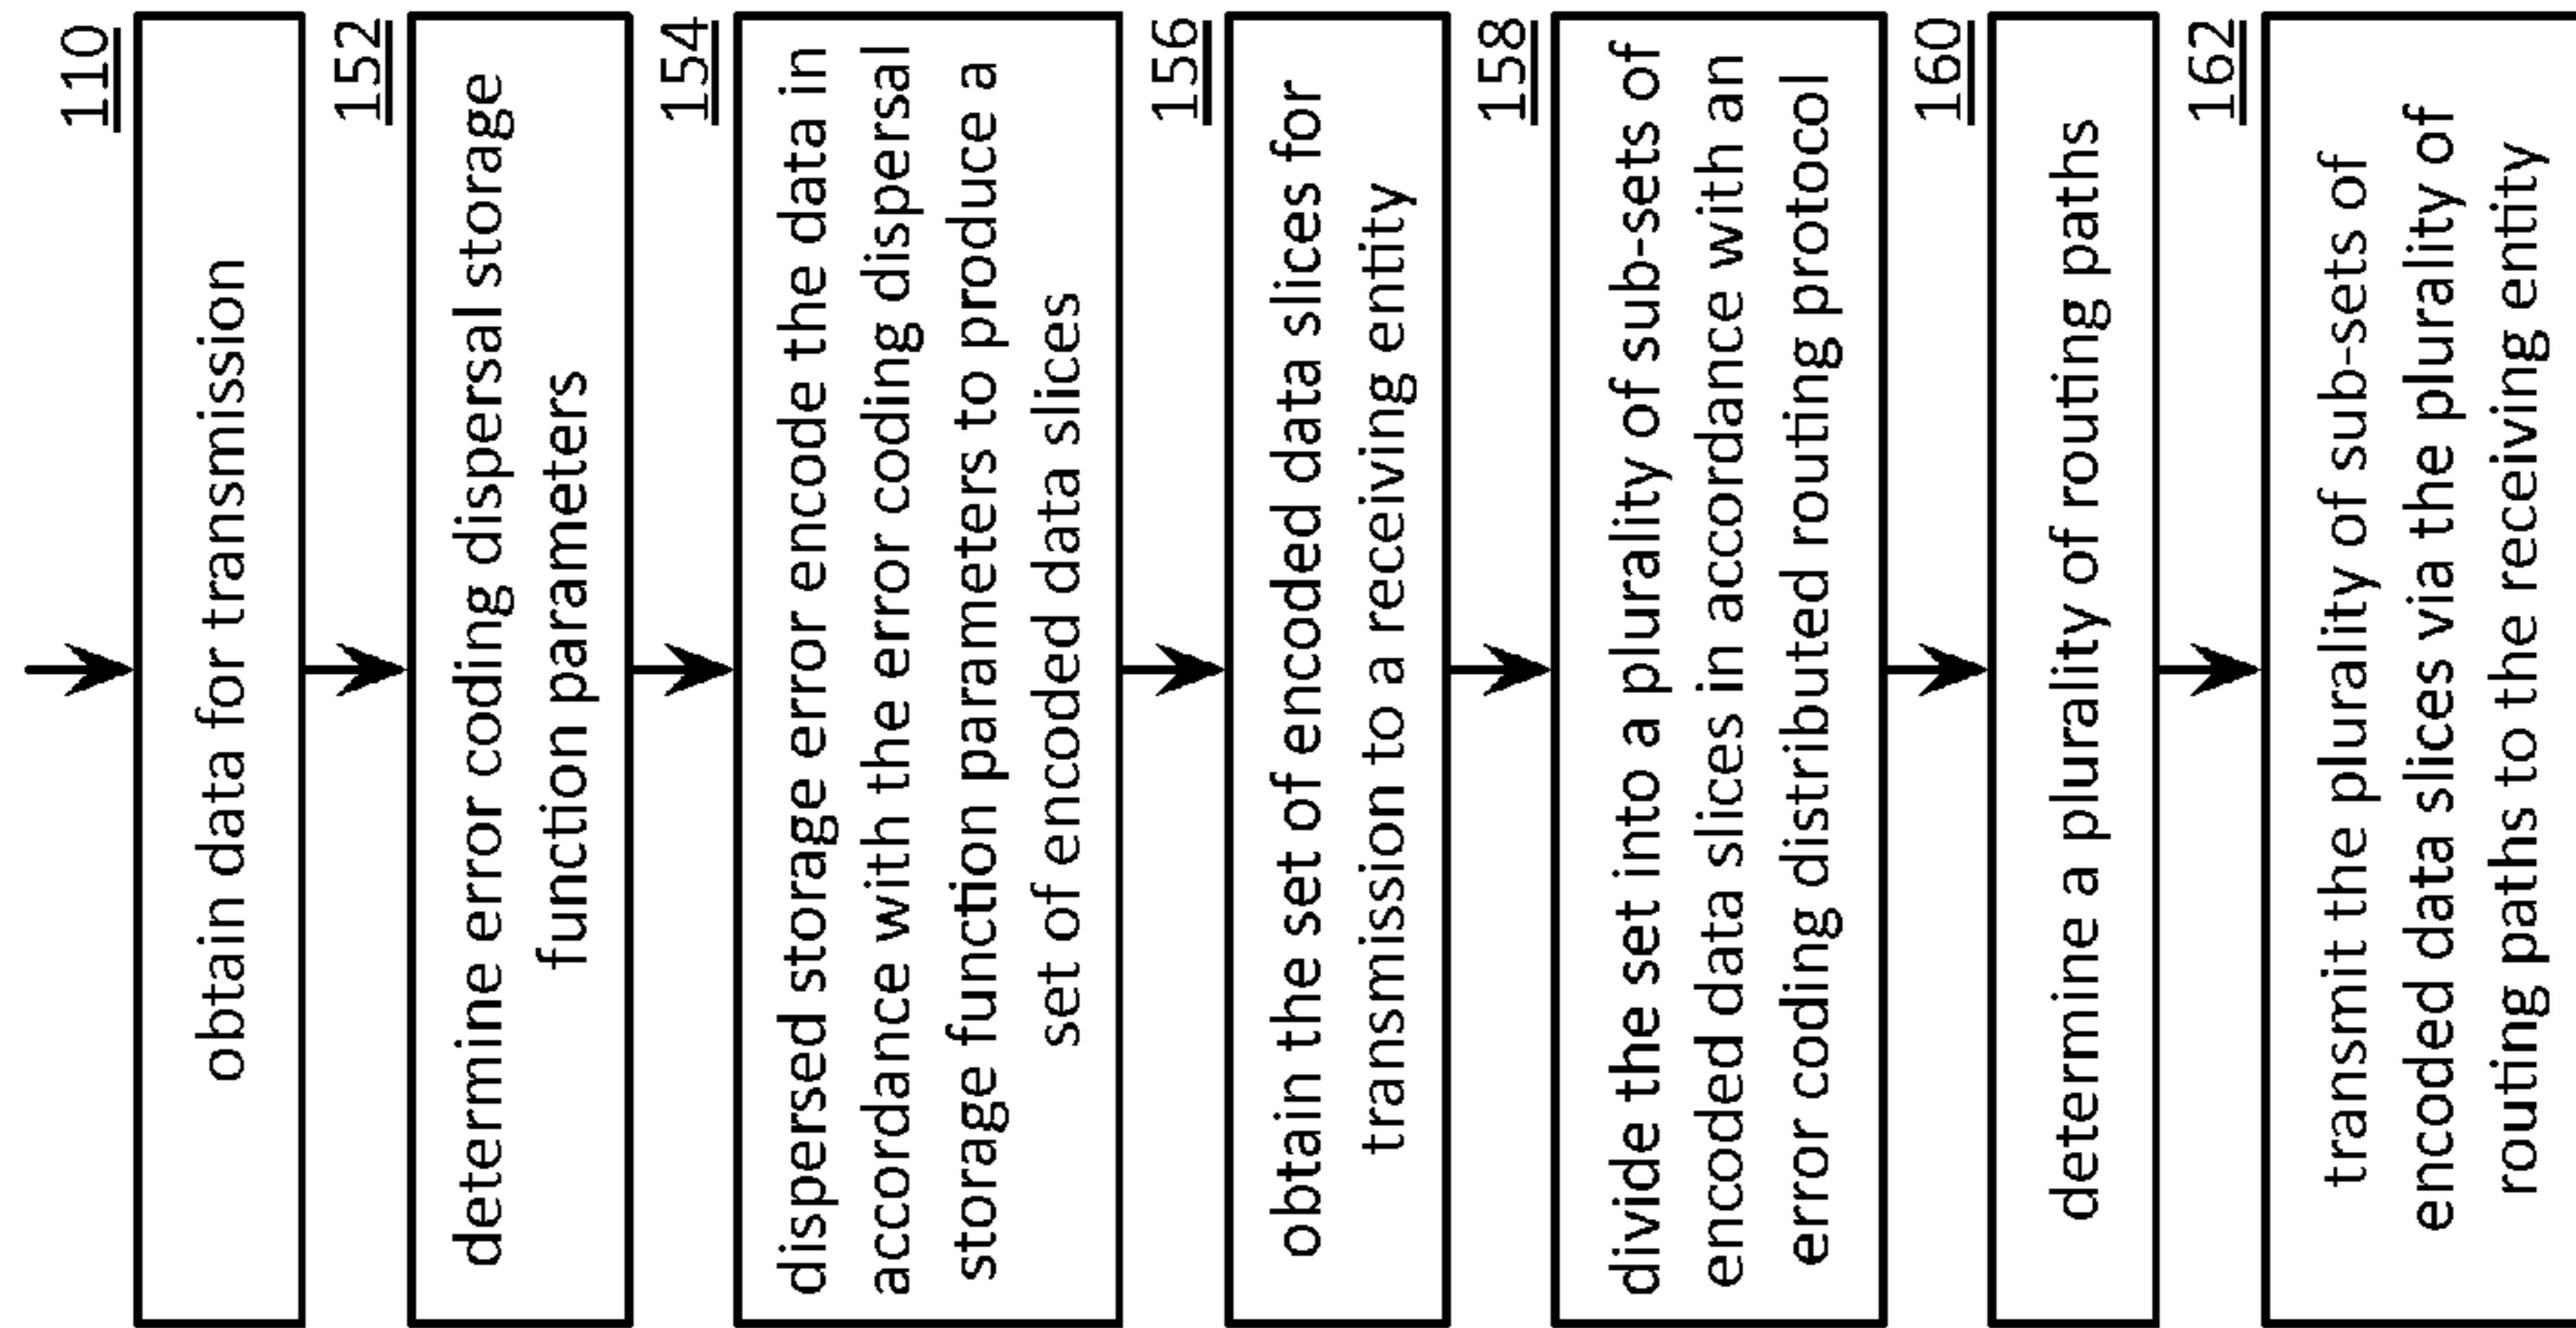 110
obtain data for transmission
152
determine error coding dispersal storage
function parameters
154
dispersed storage error encode the data in
accordance with the error coding dispersal
storage function parameters to produce a
set of encoded data slices
156
obtain the set of encoded data slices for
transmission to a receiving entity
158
divide the set into a plurality of sub-sets of
encoded data slices in accordance with an
error coding distributed routing protocol
160
determine a plurality of routing paths
162
transmit the plurality of sub-sets of
encoded data slices via the plurality of
routing paths to the receiving entity